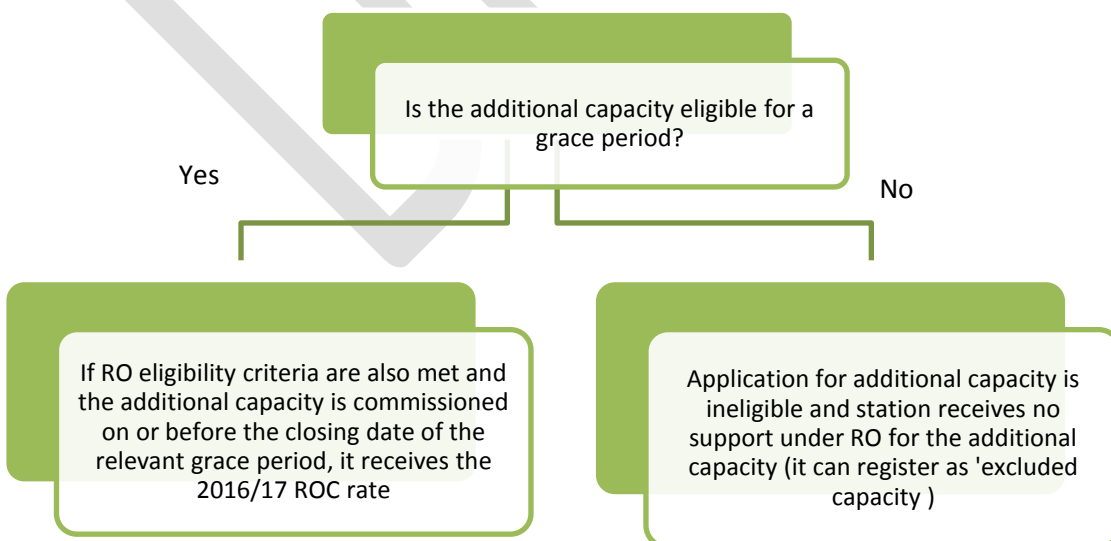 Is the additional capacity eligible for a
grace period?
Yes
No
If RO eligibility criteria are also met and
the additional capacity is commissioned
on or before the closing date of the
relevant grace period, it receives the
2016/17 ROC rate
Application for additional capacity is
ineligible and station receives no
support under RO for the additional
capacity (it can register as 'excluded
capacity )